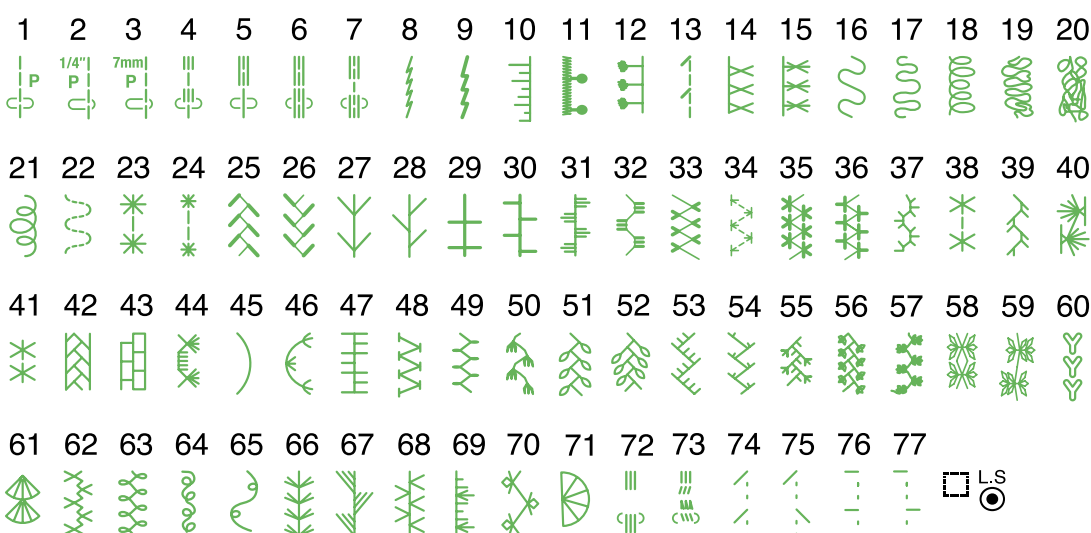 1 2 3 4 5 6 7 8 9 10 11 12 13 14 15 16 17 18 19 20
1/4" 7mm
P P P
21 22 23 24 25 26 27 28 29 30 31 32 33 34 35 36 37 38 39 40
41 42 43 44 45 46 47 48 49 50 51 52 53 54 55 56 57 58 59 60
61 62 63 64 65 66 67 68 69 70 71 72 73 74 75 76 77
L.S